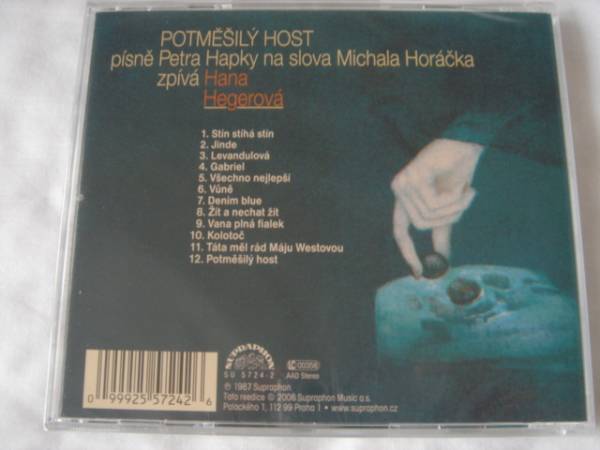 POTMĚŠILÝ HOST
písně Petra Hapky na slova Michala Horáčka
zpívá Hana
Hegerová
1. Stín stíhá stín
2. Jinde
3. Levandulová
4. Gabriel
5. Všechno nejlepší
6. Vůně
7. Denim blue
8. Žít a nechat žít
9. Vana plná fialek
10. Kolotoč
11. Táta měl rád Máju Westovou
12. Potměšilý host
SUPRAPHON
SU 5724-2
AAD Stereo
℗ 1987 Supraphon
Tato reedice © 2006 Supraphon Music a.s.
Palackého 1, 112 99 Praha 1 • www.supraphon.cz
0 99925 57242 6